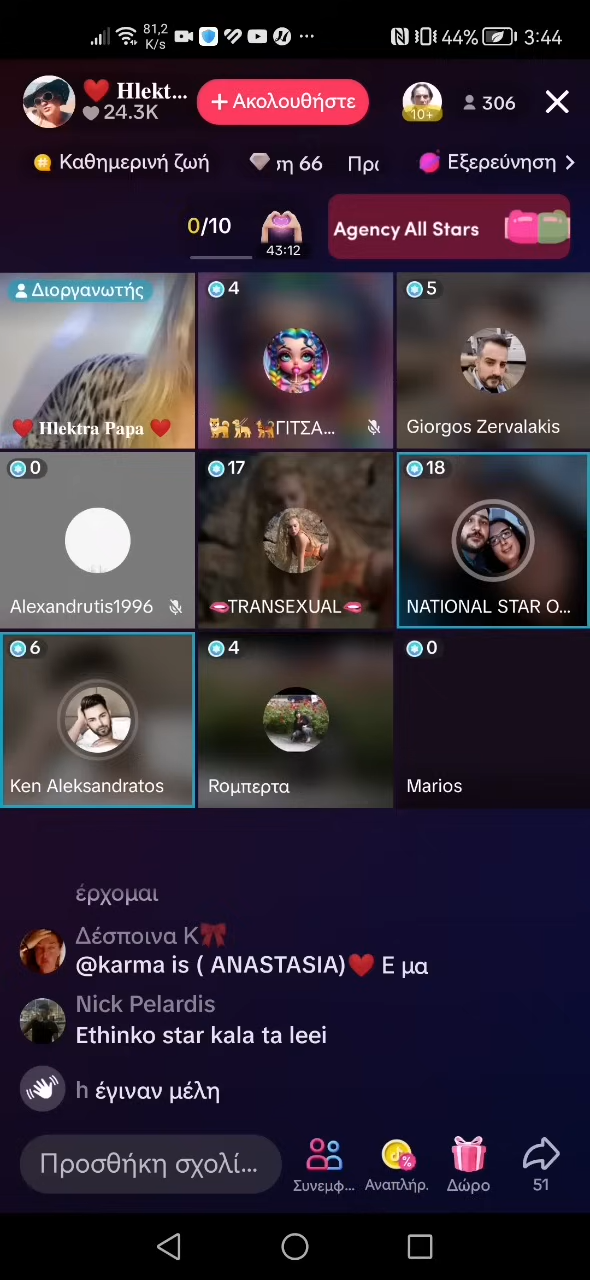 81,2
K/s
44%
3:44
❤️ Hlekt...
24.3K
+ Ακολουθήστε
10+
306
Καθημερινή ζωή
τη 66
Πρι
Εξερεύνηση
0/10
43:12
Agency All Stars
Διοργανωτής
4
5
❤️ Hlektra Papa ❤️
ΓΙΤΣΑ...
Giorgos Zervalakis
0
17
18
Alexandrutis1996
👄TRANSEXUAL👄
NATIONAL STAR O...
6
4
0
Ken Aleksandratos
Rομπερτα
Marios
έρχομαι
Δέσποινα Κ🎀
@karma is ( ANASTASIA)❤️ Ε μα
Nick Pelardis
Ethinko star kala ta leei
h έγιναν μέλη
Προσθήκη σχολί...
Συνεμφ...
Αναπλήρ.
Δώρο
51